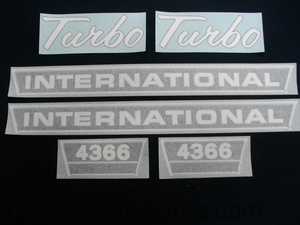 Turbo Turbo
INTERNATIONAL
INTERNATIONAL
4366 4366